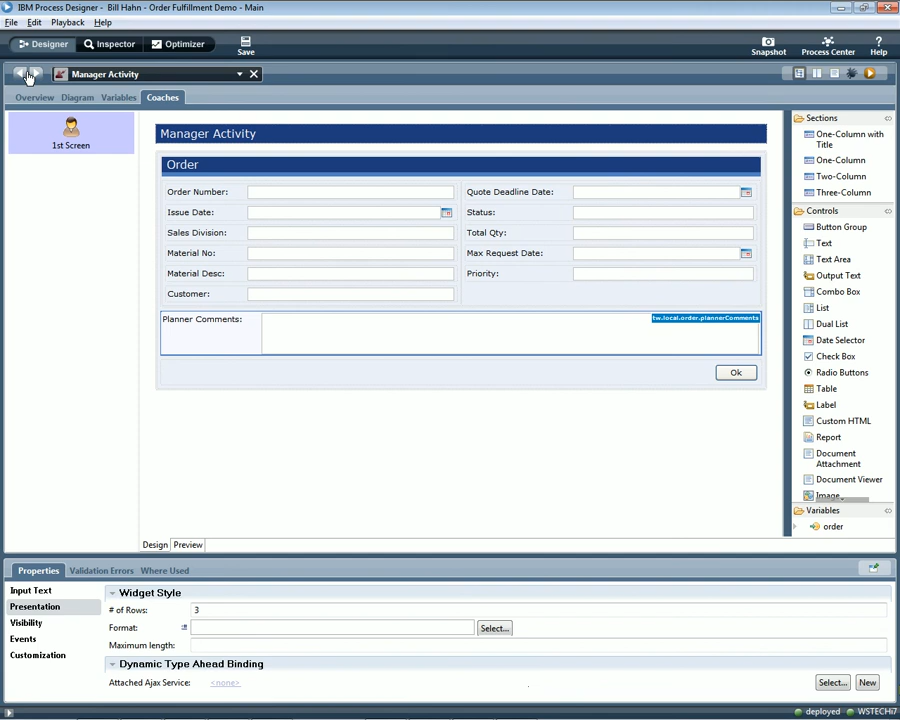 IBM Process Designer - Bill Hahn - Order Fulfillment Demo - Main
File Edit Playback Help
Designer Inspector Optimizer Save Snapshot Process Center Help
Manager Activity
Overview Diagram Variables Coaches
1st Screen
Manager Activity
Order
Order Number: Quote Deadline Date:
Issue Date: Status:
Sales Division: Total Qty:
Material No: Max Request Date:
Material Desc: Priority:
Customer:
Planner Comments: tw.local.order.plannerComments
Ok
Design Preview
Sections
One-Column with
Title
One-Column
Two-Column
Three-Column
Controls
Button Group
Text
Text Area
Output Text
Combo Box
List
Dual List
Date Selector
Check Box
Radio Buttons
Table
Label
Custom HTML
Report
Document
Attachment
Document Viewer
Image
Variables
order
Properties Validation Errors Where Used
Input Text
Presentation
Visibility
Events
Customization
Widget Style
# of Rows: 3
Format: Select...
Maximum length:
Dynamic Type Ahead Binding
Attached Ajax Service: <none> Select... New
deployed WSTECHi7